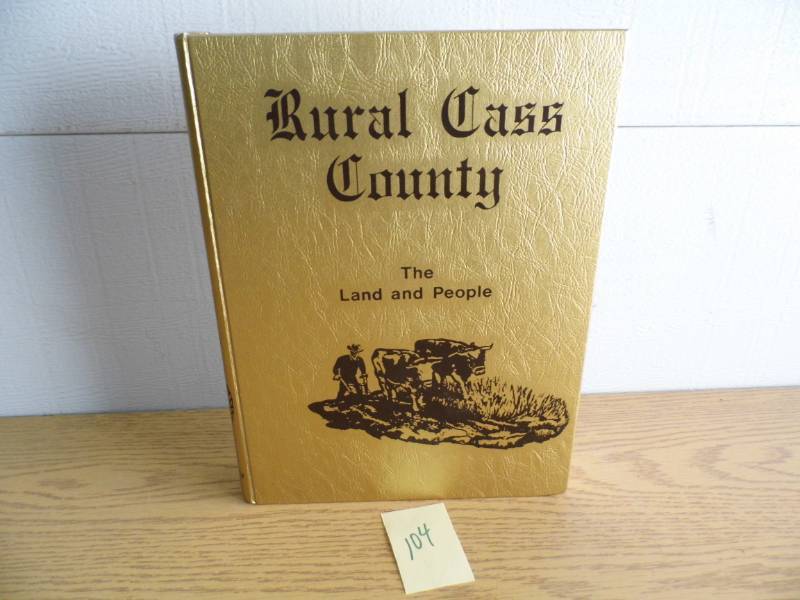 Rural Cass
County
The
Land and People
104